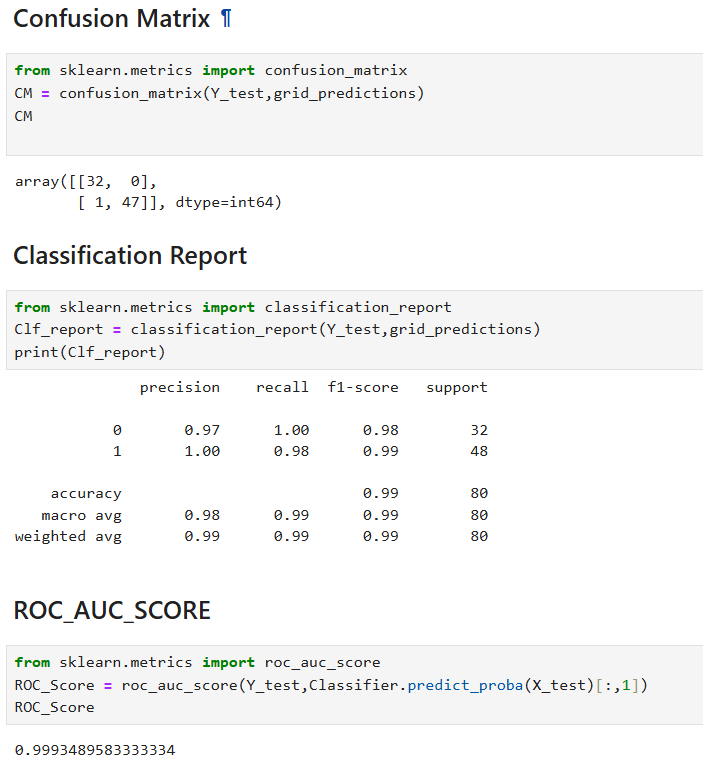 Confusion Matrix ¶
from sklearn.metrics import confusion_matrix
CM = confusion_matrix(Y_test,grid_predictions)
CM
array([[32,  0],
       [ 1, 47]], dtype=int64)
Classification Report
from sklearn.metrics import classification_report
Clf_report = classification_report(Y_test,grid_predictions)
print(Clf_report)
              precision    recall  f1-score   support
           0       0.97      1.00      0.98        32
           1       1.00      0.98      0.99        48
    accuracy                           0.99        80
   macro avg       0.98      0.99      0.99        80
weighted avg       0.99      0.99      0.99        80
ROC_AUC_SCORE
from sklearn.metrics import roc_auc_score
ROC_Score = roc_auc_score(Y_test,Classifier.predict_proba(X_test)[:,1])
ROC_Score
0.9993489583333334